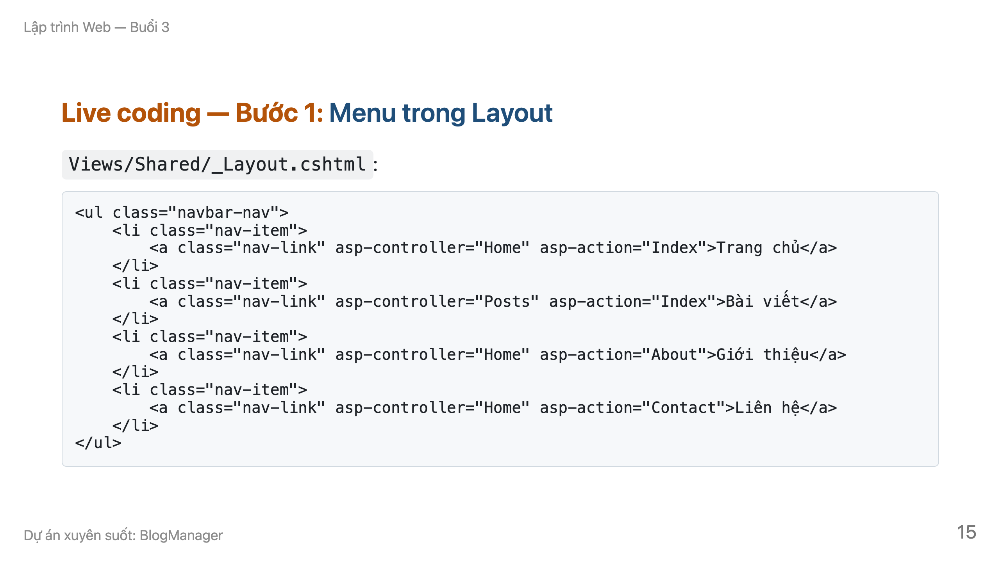 Lập trình Web — Buổi 3
Live coding — Bước 1: Menu trong Layout
Views/Shared/_Layout.cshtml:
<ul class="navbar-nav">
    <li class="nav-item">
        <a class="nav-link" asp-controller="Home" asp-action="Index">Trang chủ</a>
    </li>
    <li class="nav-item">
        <a class="nav-link" asp-controller="Posts" asp-action="Index">Bài viết</a>
    </li>
    <li class="nav-item">
        <a class="nav-link" asp-controller="Home" asp-action="About">Giới thiệu</a>
    </li>
    <li class="nav-item">
        <a class="nav-link" asp-controller="Home" asp-action="Contact">Liên hệ</a>
    </li>
</ul>
Dự án xuyên suốt: BlogManager
15